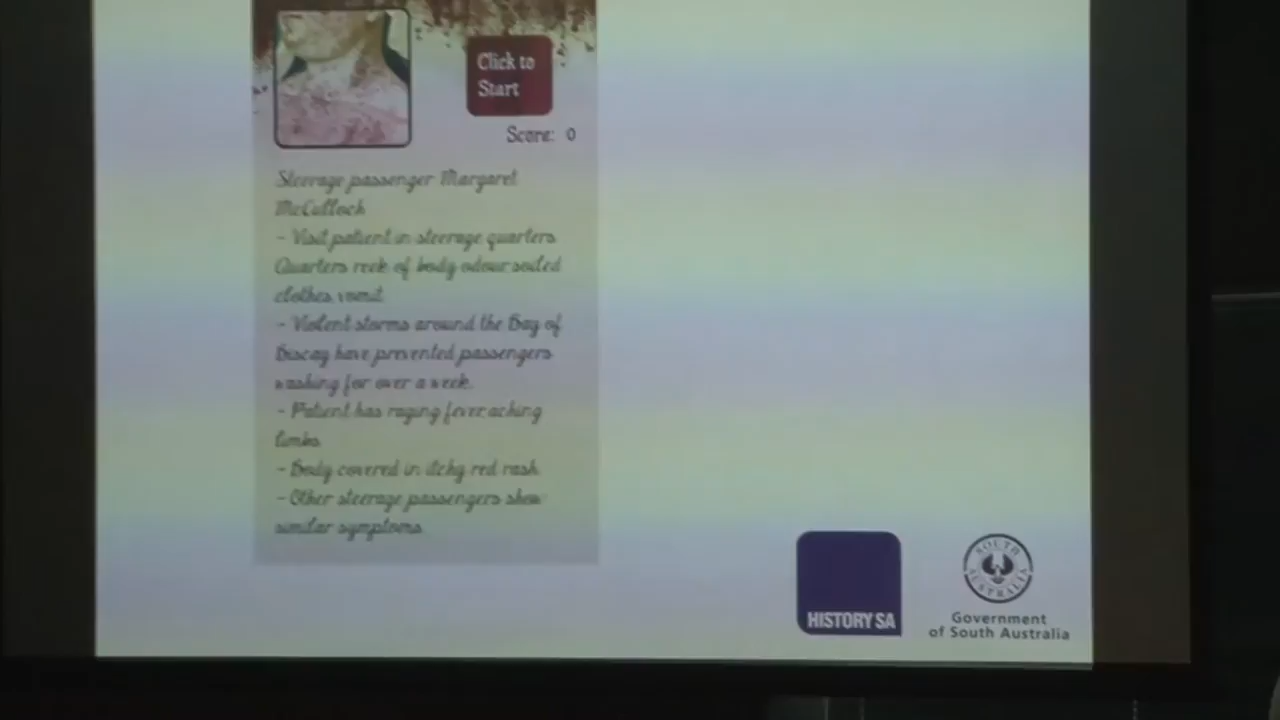 Click to
Start
Score: 0
Steerage passenger Margaret
McCulloch
- Visit patient in steerage quarters.
Quarters reek of body odour soiled
clothes, vomit.
- Violent storms around the Bay of
Biscay have prevented passengers
washing for over a week.
- Patient has raging fever aching
limbs.
- Body covered in itchy red rash.
- Other steerage passengers show
similar symptoms.
HISTORY SA
SOUTH
AUSTRALIA
Government
of South Australia